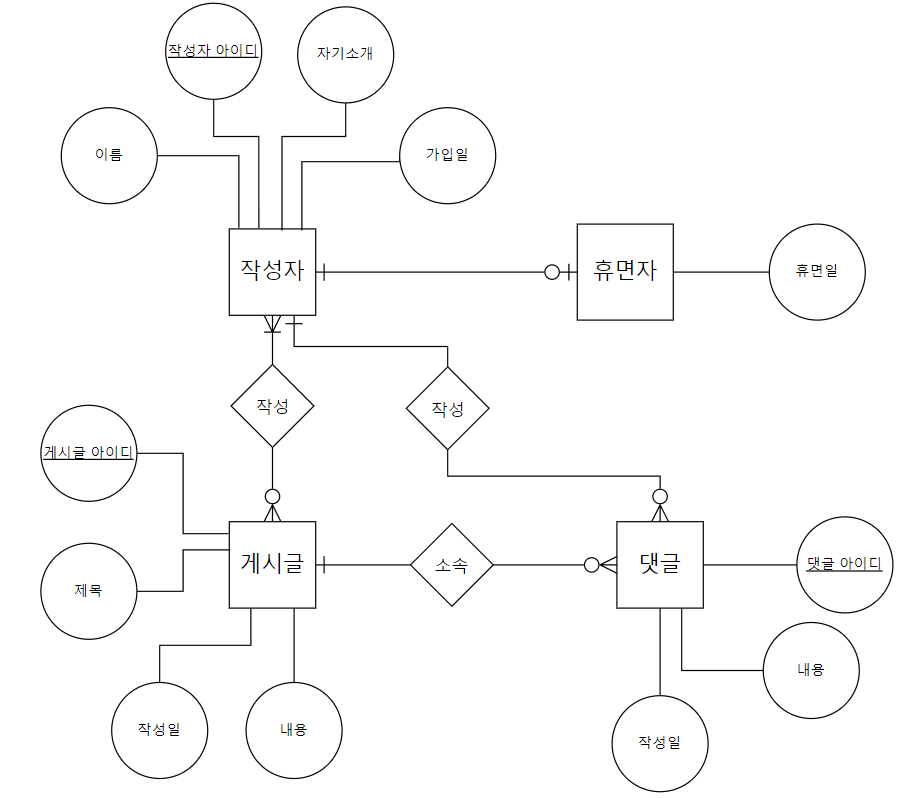 작성자 아이디
자기소개
이름
가입일
작성자
휴면자
휴면일
작성
작성
게시글 아이디
게시글
소속
댓글
댓글 아이디
제목
내용
작성일
내용
작성일